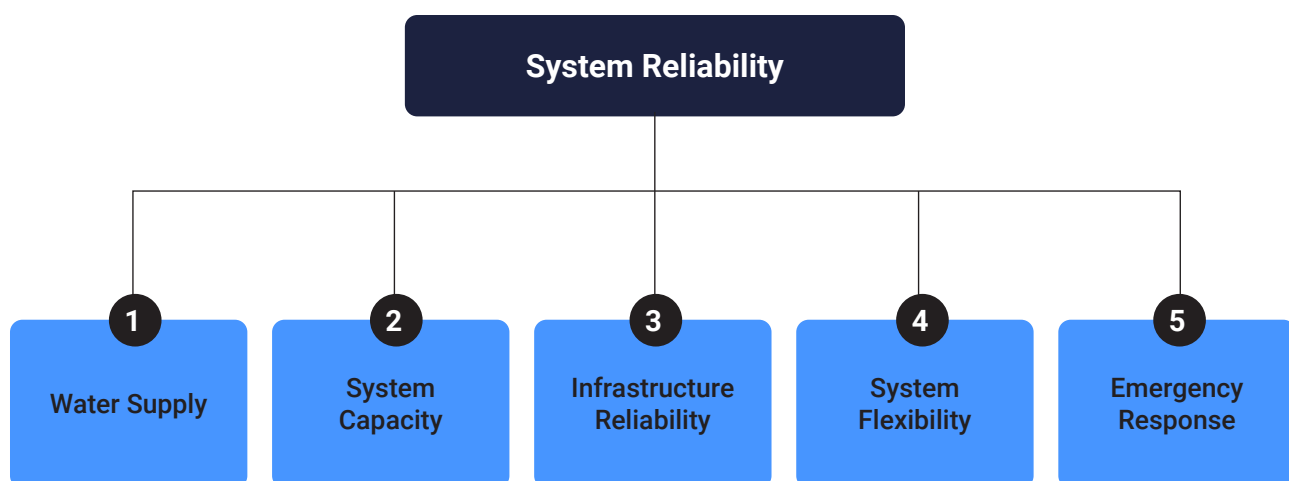 System Reliability
1
Water Supply
2
System
Capacity
3
Infrastructure
Reliability
4
System
Flexibility
5
Emergency
Response